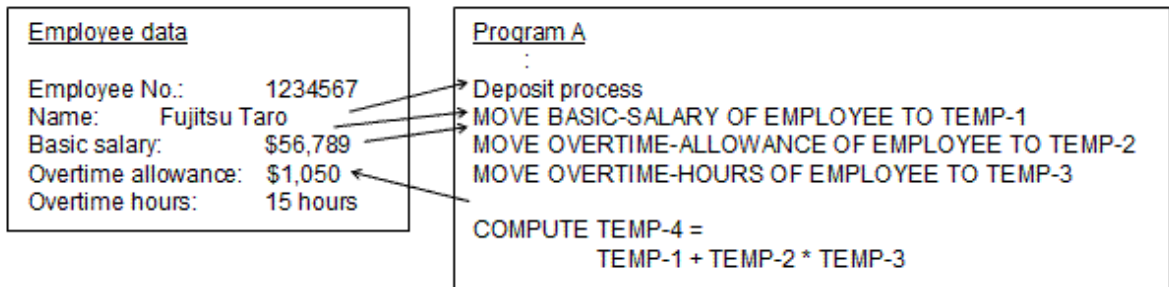 Employee data
Employee No.: 1234567
Name: Fujitsu Taro
Basic salary: $56,789
Overtime allowance: $1,050
Overtime hours: 15 hours
Program A
:
Deposit process
MOVE BASIC-SALARY OF EMPLOYEE TO TEMP-1
MOVE OVERTIME-ALLOWANCE OF EMPLOYEE TO TEMP-2
MOVE OVERTIME-HOURS OF EMPLOYEE TO TEMP-3
COMPUTE TEMP-4 =
TEMP-1 + TEMP-2 * TEMP-3